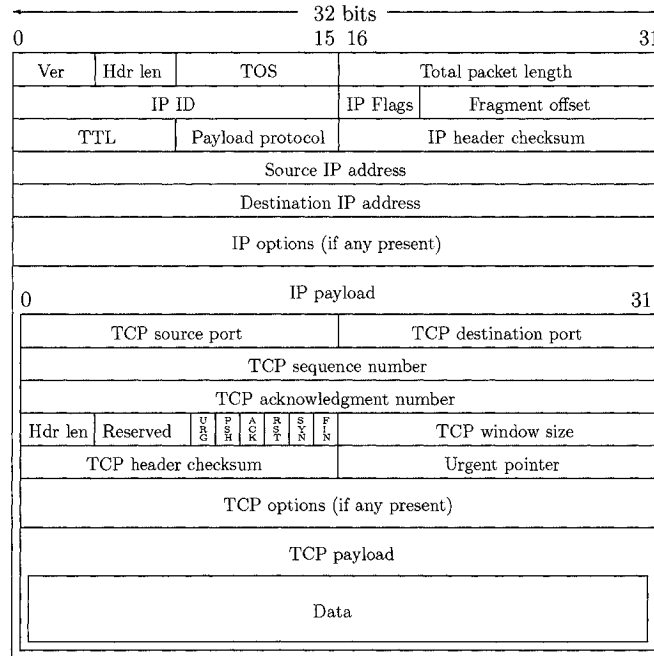 32 bits
0 15 16 31
Ver Hdr len TOS Total packet length
IP ID IP Flags Fragment offset
TTL Payload protocol IP header checksum
Source IP address
Destination IP address
IP options (if any present)
IP payload
0 31
TCP source port TCP destination port
TCP sequence number
TCP acknowledgment number
Hdr len Reserved URG PSH ACK RST SYN FIN TCP window size
TCP header checksum Urgent pointer
TCP options (if any present)
TCP payload
Data